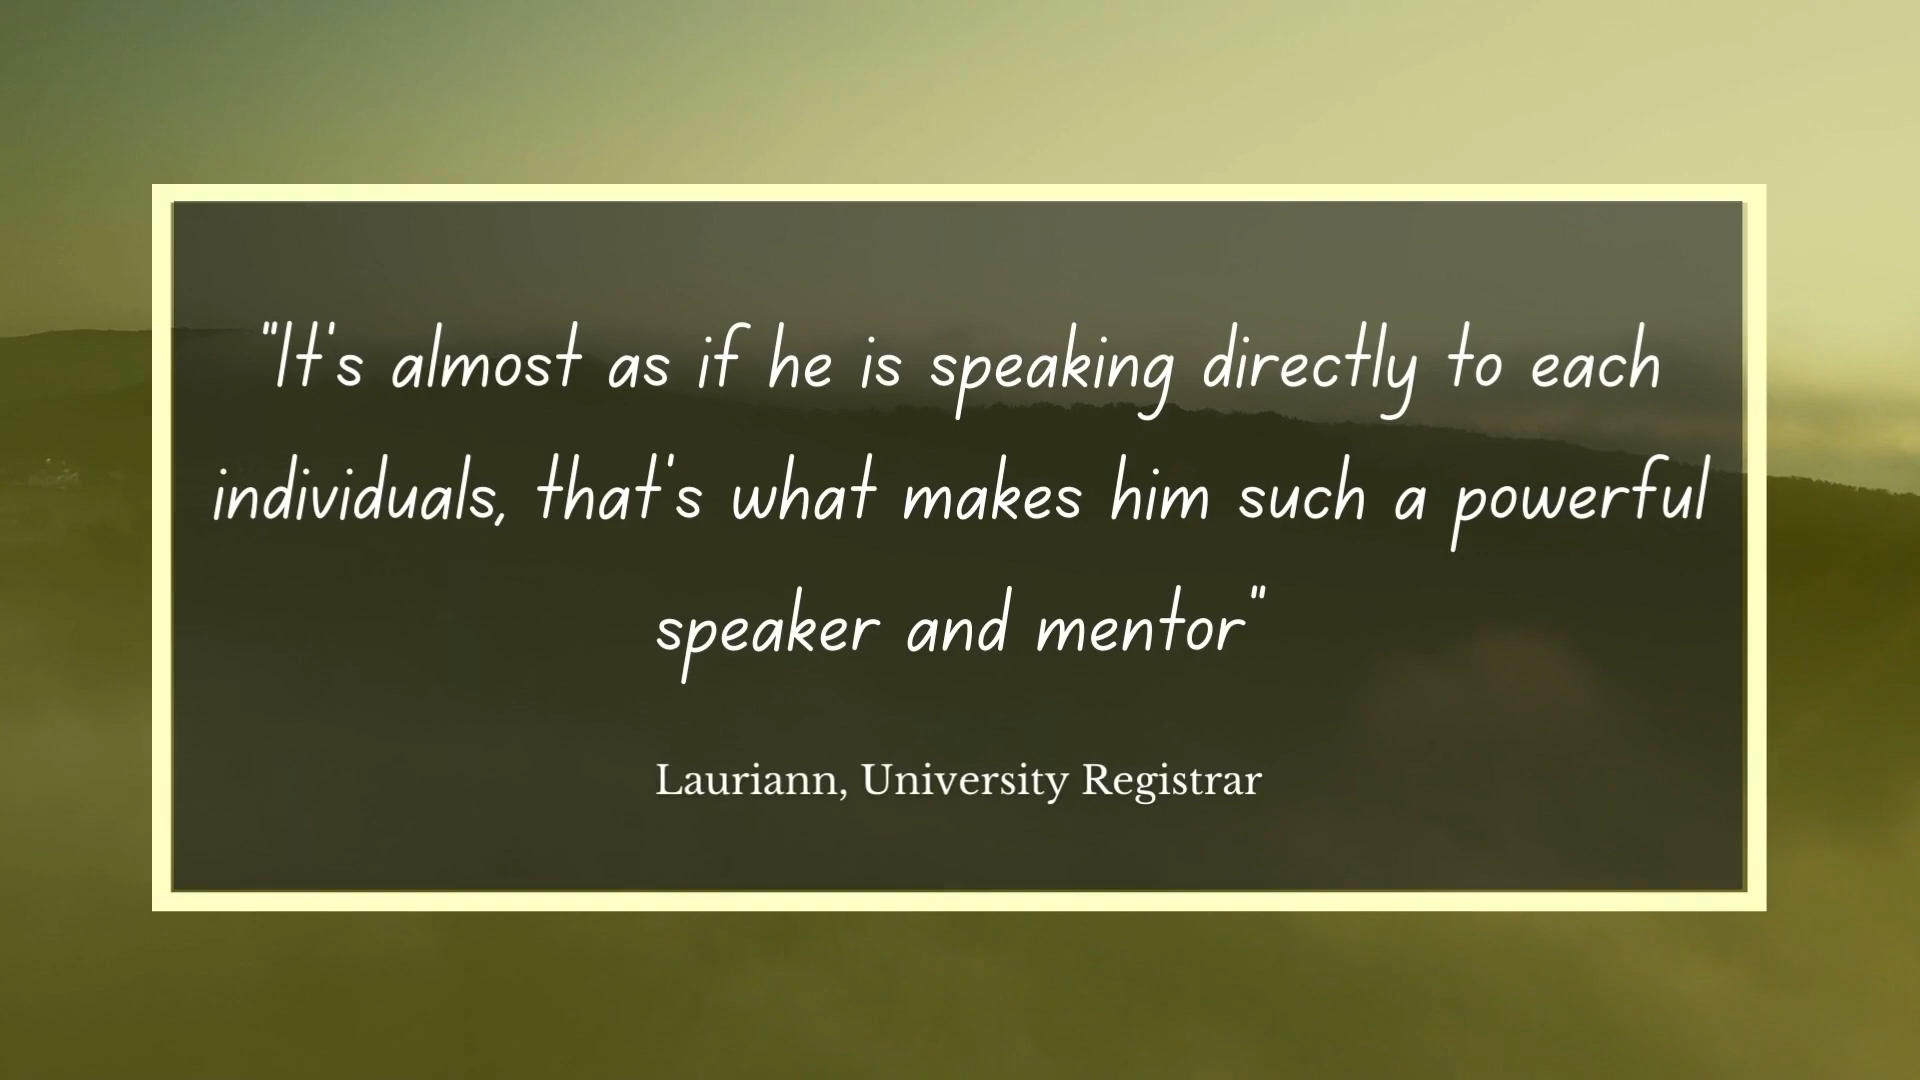 "It's almost as if he is speaking directly to each
individuals, that's what makes him such a powerful
speaker and mentor"
Lauriann, University Registrar